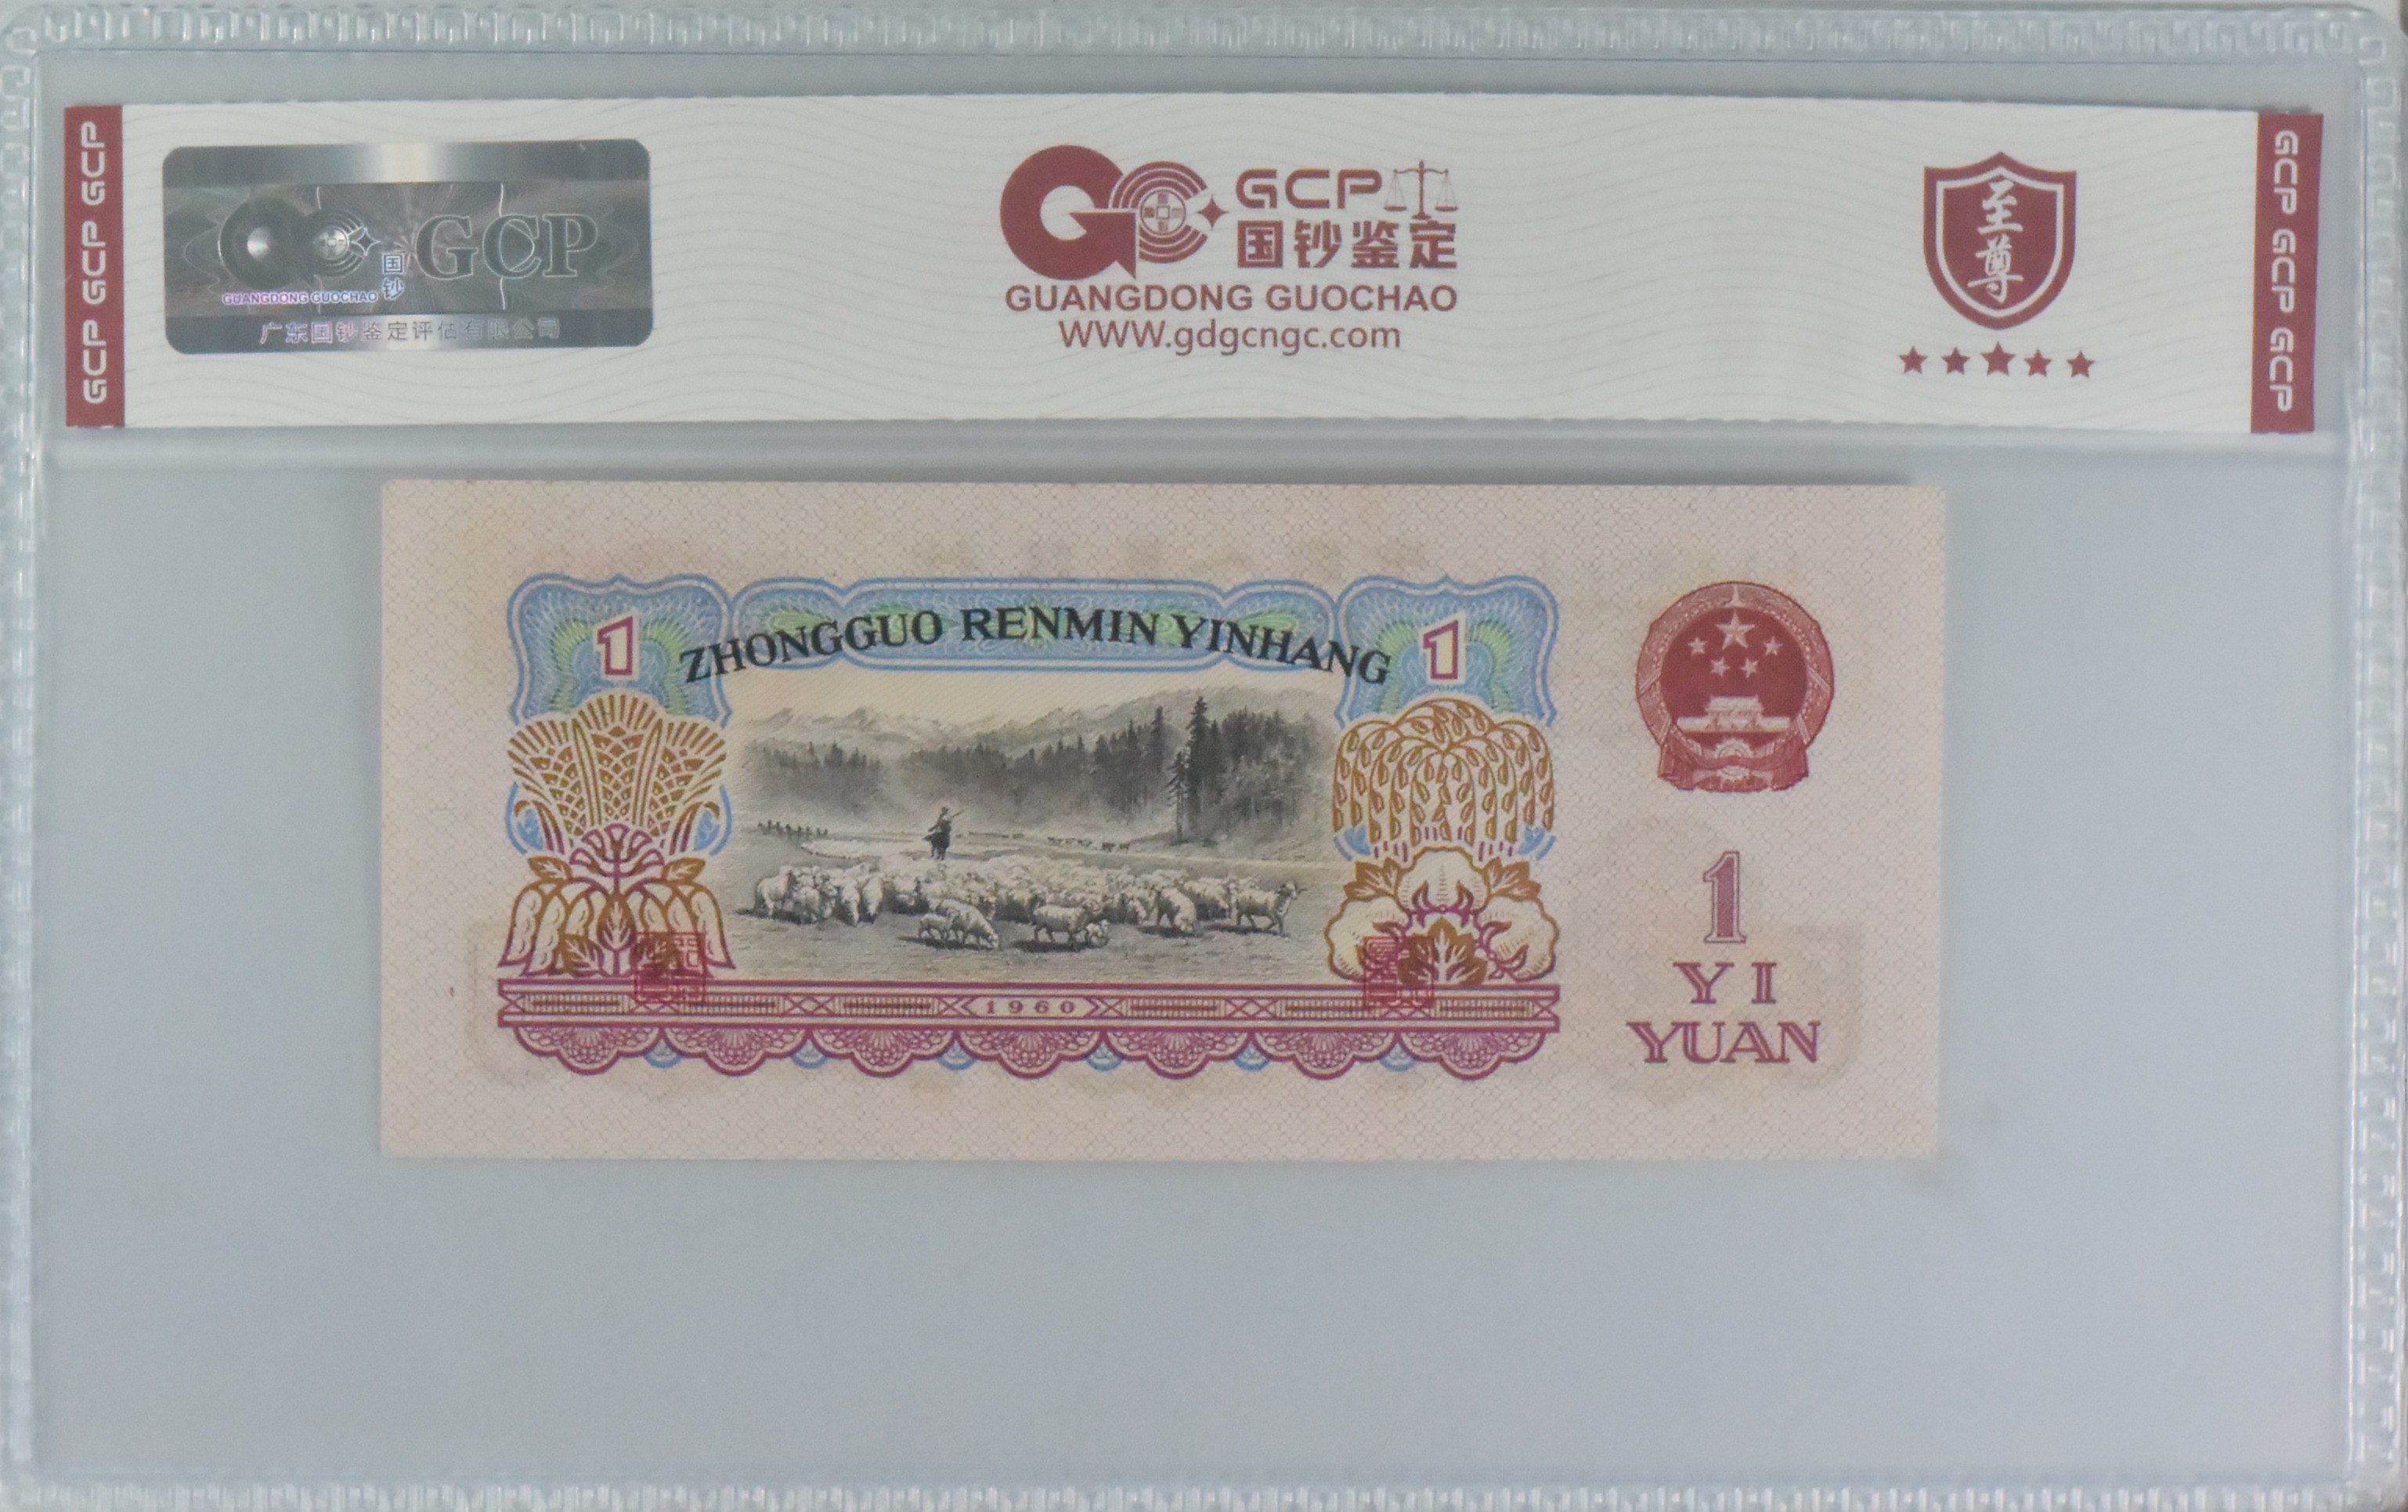 GCP GCP GCP
GCP
国钞
GUANGDONG GUOCHAO
广东国钞鉴定评估有限公司
GCP
国钞鉴定
GUANGDONG GUOCHAO
WWW.gdgcngc.com
至尊
GCP GCP GCP
ZHONGGUO RENMIN YINHANG
1
1
1960
1
YI
YUAN